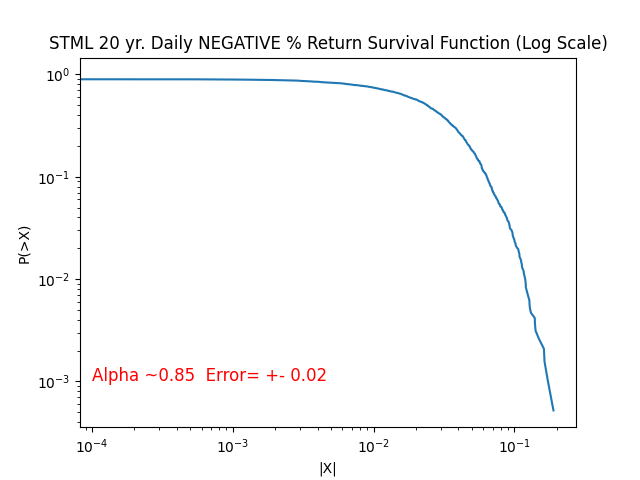 STML 20 yr. Daily NEGATIVE % Return Survival Function (Log Scale)
10⁰
10⁻¹
10⁻²
10⁻³
P(>X)
Alpha ~0.85  Error= +- 0.02
10⁻⁴ 10⁻³ 10⁻² 10⁻¹
|X|